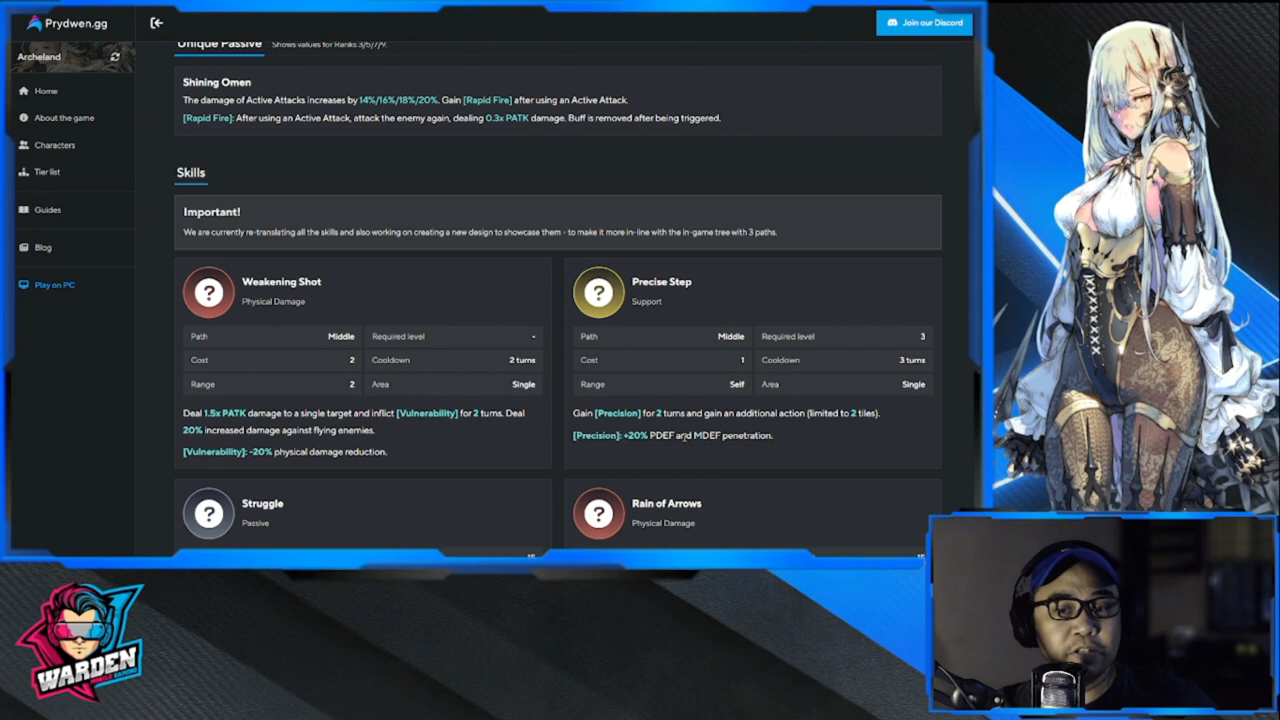 Prydwen.gg
Join our Discord
Archeland
Home
About the game
Characters
Tier list
Guides
Blog
Play on PC
Unique Passive Shows values for Ranks 3/5/7/9.
Shining Omen
The damage of Active Attacks increases by 14%/16%/18%/20%. Gain [Rapid Fire] after using an Active Attack.
[Rapid Fire]: After using an Active Attack, attack the enemy again, dealing 0.3x PATK damage. Buff is removed after being triggered.
Skills
Important!
We are currently re-translating all the skills and also working on creating a new design to showcase them - to make it more in-line with the in-game tree with 3 paths.
?
Weakening Shot
Physical Damage
Path Middle Required level -
Cost 2 Cooldown 2 turns
Range 2 Area Single
Deal 1.5x PATK damage to a single target and inflict [Vulnerability] for 2 turns. Deal
20% increased damage against flying enemies.
[Vulnerability]: -20% physical damage reduction.
?
Precise Step
Support
Path Middle Required level 3
Cost 1 Cooldown 3 turns
Range Self Area Single
Gain [Precision] for 2 turns and gain an additional action (limited to 2 tiles).
[Precision]: +20% PDEF and MDEF penetration.
?
Struggle
Passive
?
Rain of Arrows
Physical Damage
WARDEN
MOBILE GAMING